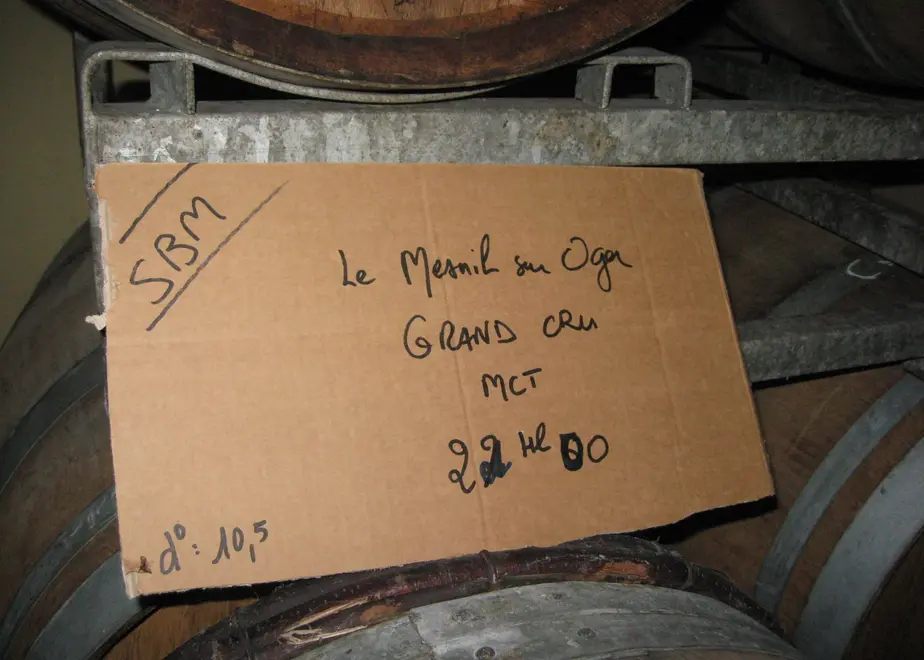 SBM
Le Mesnil sur Oger
GRAND CRU
MCT
22 Hl 00
d°: 10,5